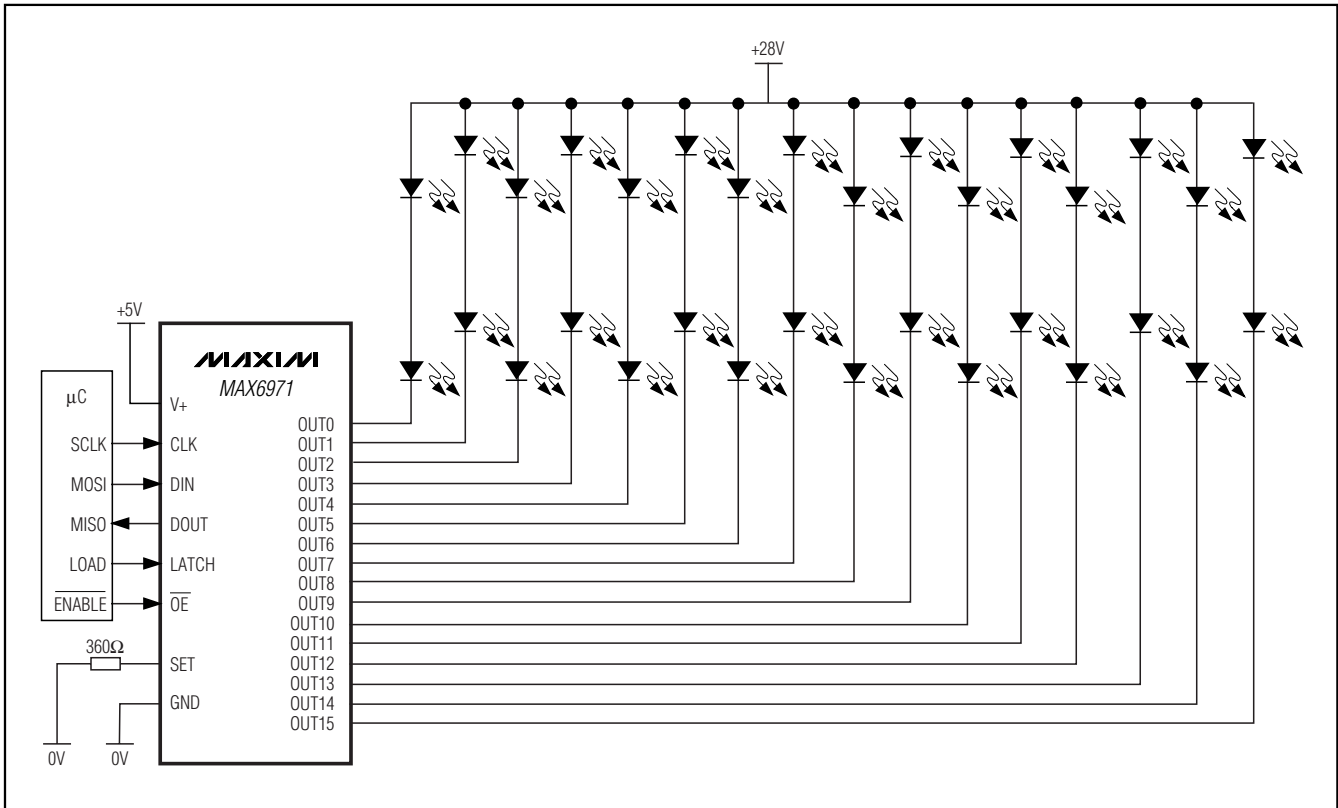 +28V
+5V
MAXIM
MAX6971
μC
SCLK
MOSI
MISO
LOAD
ENABLE
V+
CLK
DIN
DOUT
LATCH
OE
SET
GND
360Ω
0V
0V
OUT0
OUT1
OUT2
OUT3
OUT4
OUT5
OUT6
OUT7
OUT8
OUT9
OUT10
OUT11
OUT12
OUT13
OUT14
OUT15